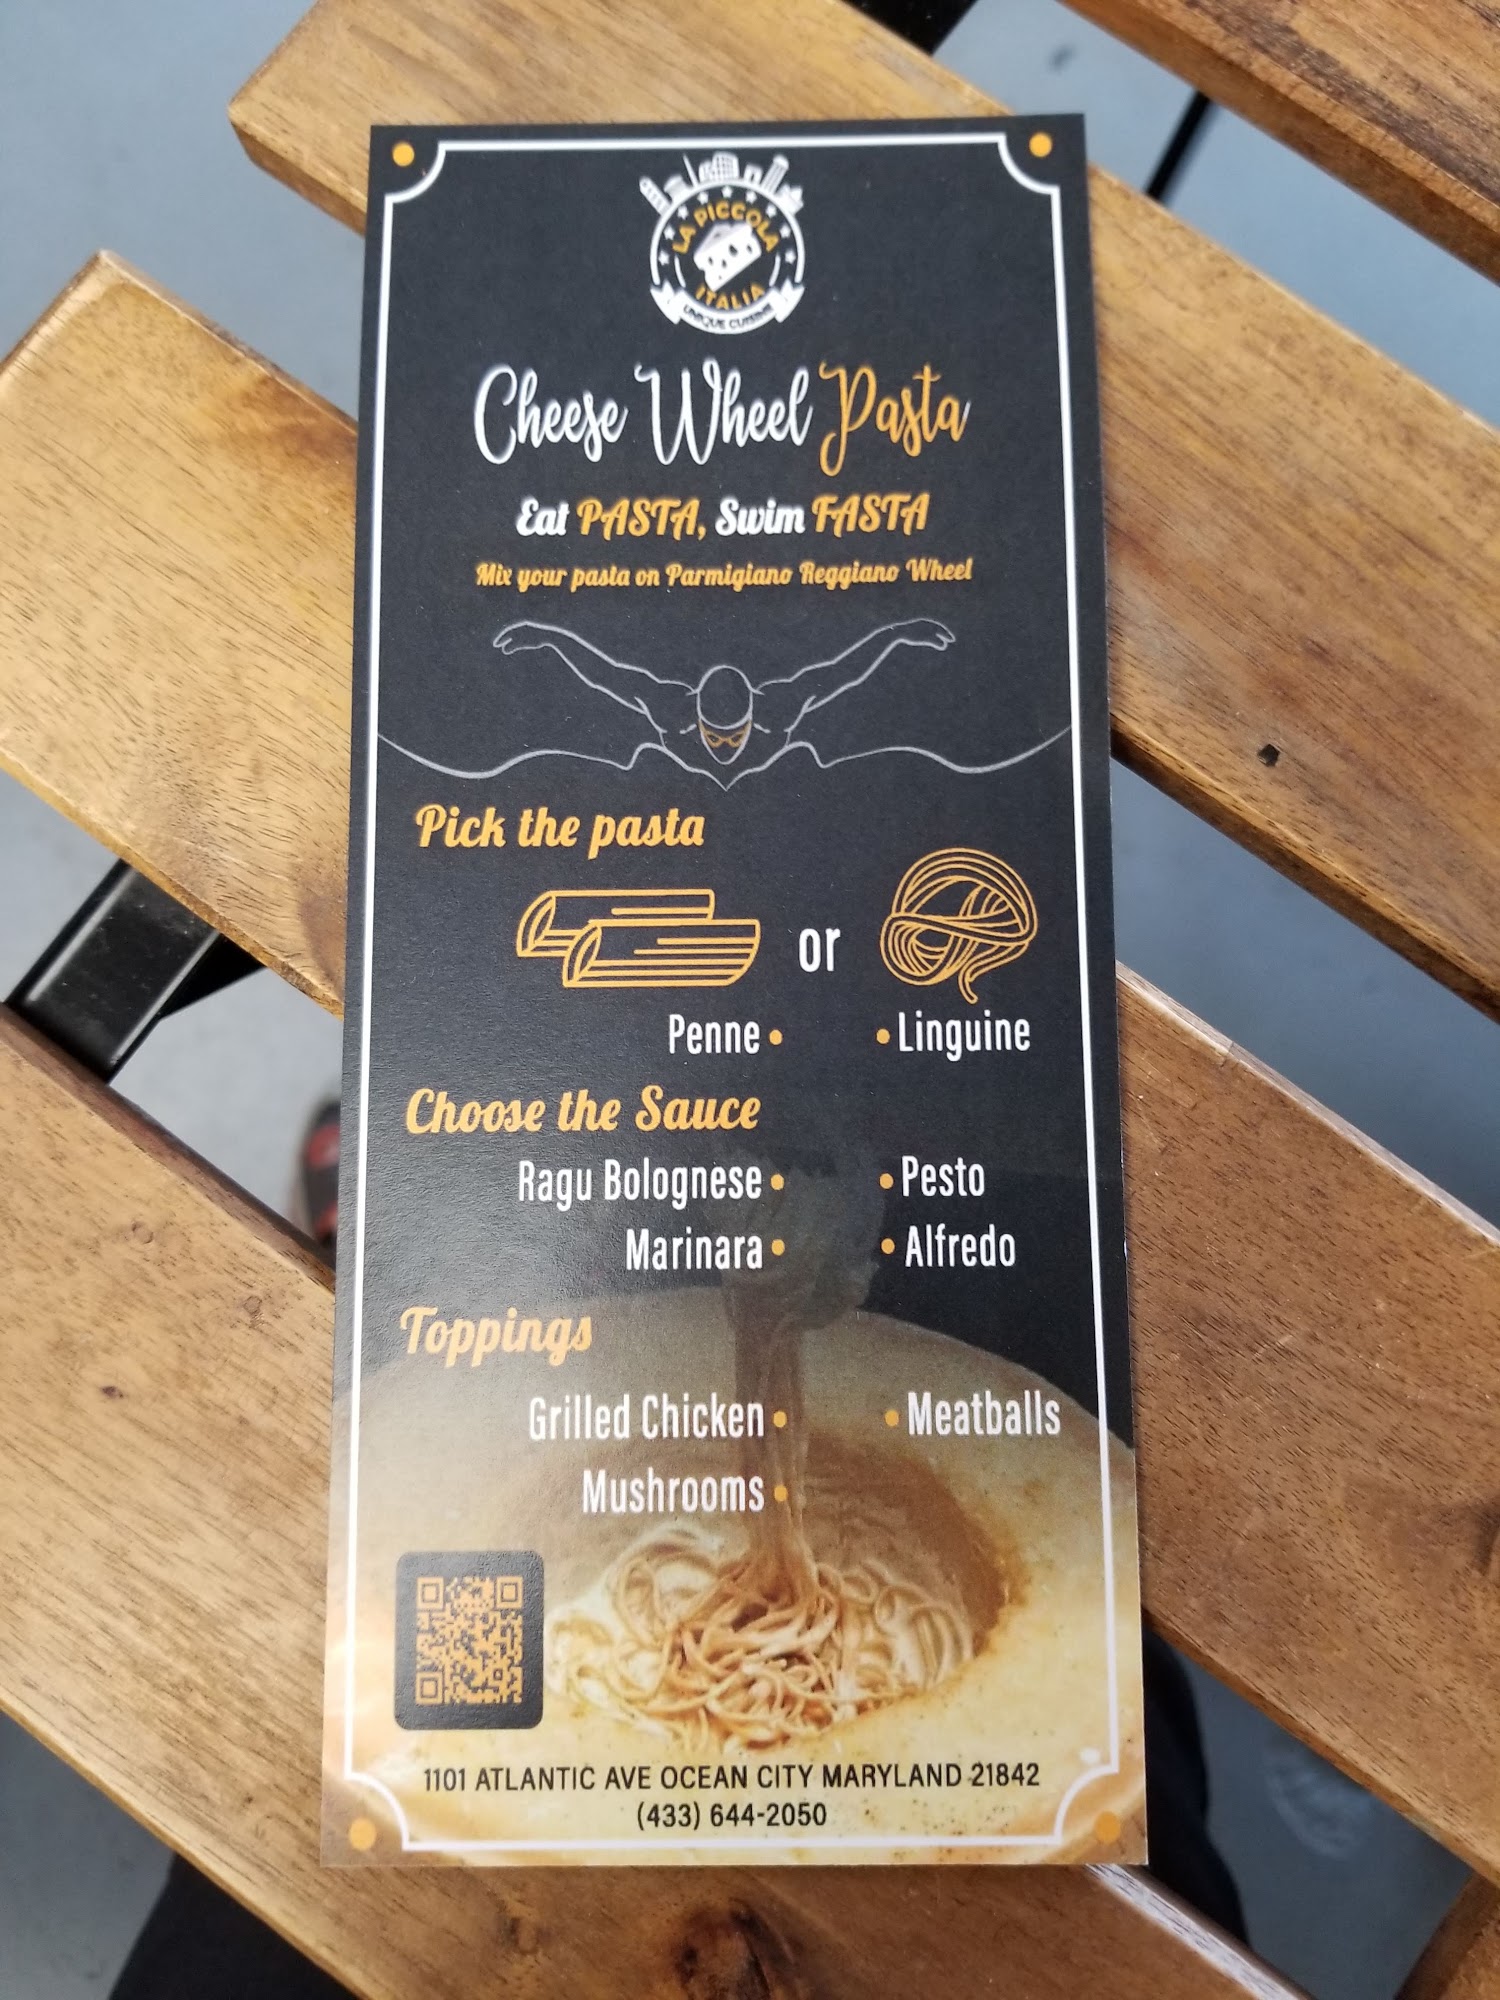 LA PICCOLA
ITALIA
UNIQUE CUISINE
Cheese Wheel Pasta
Eat PASTA, Swim FASTA
Mix your pasta on Parmigiano Reggiano Wheel
Pick the pasta
or
Penne • • Linguine
Choose the Sauce
Ragu Bolognese • • Pesto
Marinara • • Alfredo
Toppings
Grilled Chicken • • Meatballs
Mushrooms •
1101 ATLANTIC AVE OCEAN CITY MARYLAND 21842
(433) 644-2050